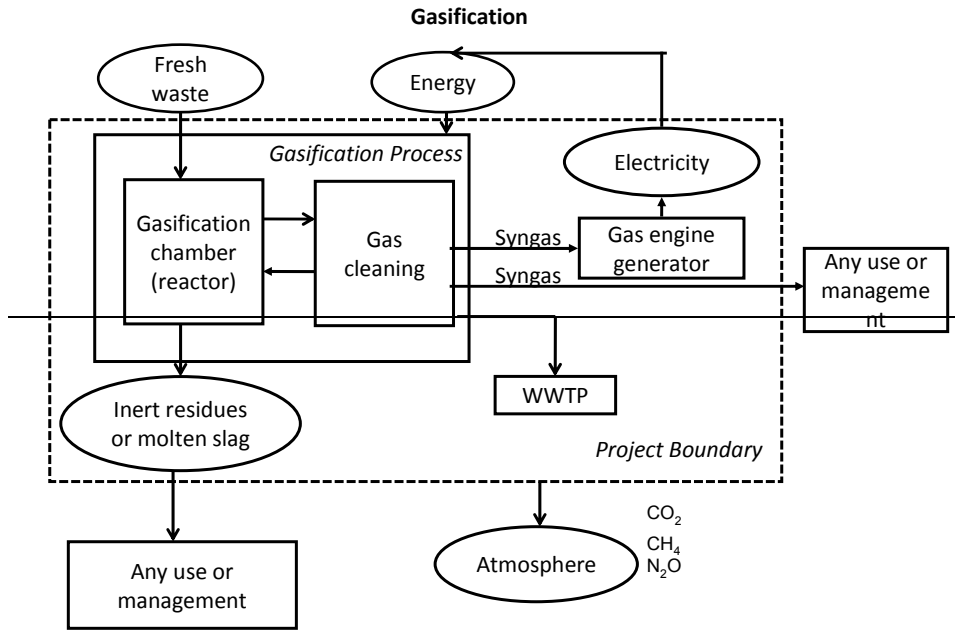 Gasification
Fresh
waste
Energy
Gasification Process
Electricity
Gasification
chamber
(reactor)
Gas
cleaning
Syngas
Gas engine
generator
Syngas
Any use or
manageme
nt
WWTP
Inert residues
or molten slag
Project Boundary
CO₂
CH₄
N₂O
Atmosphere
Any use or
management